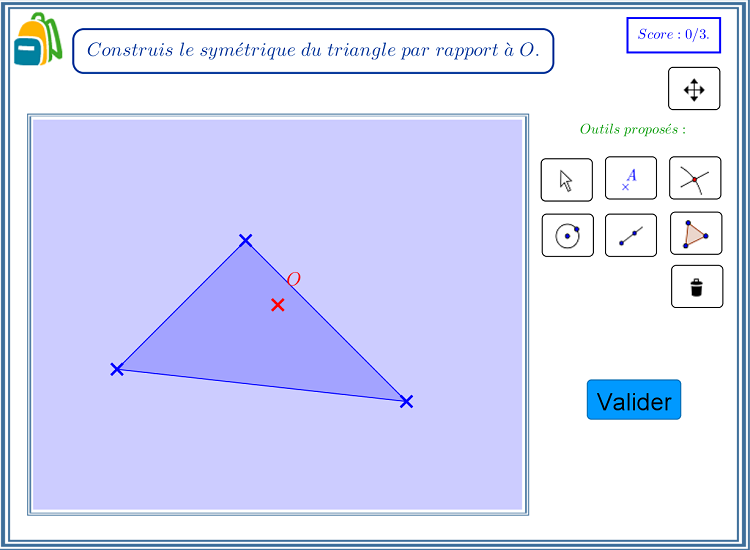 Construis le symétrique du triangle par rapport à O.
Score : 0/3.
Outils proposés :
A
O
Valider